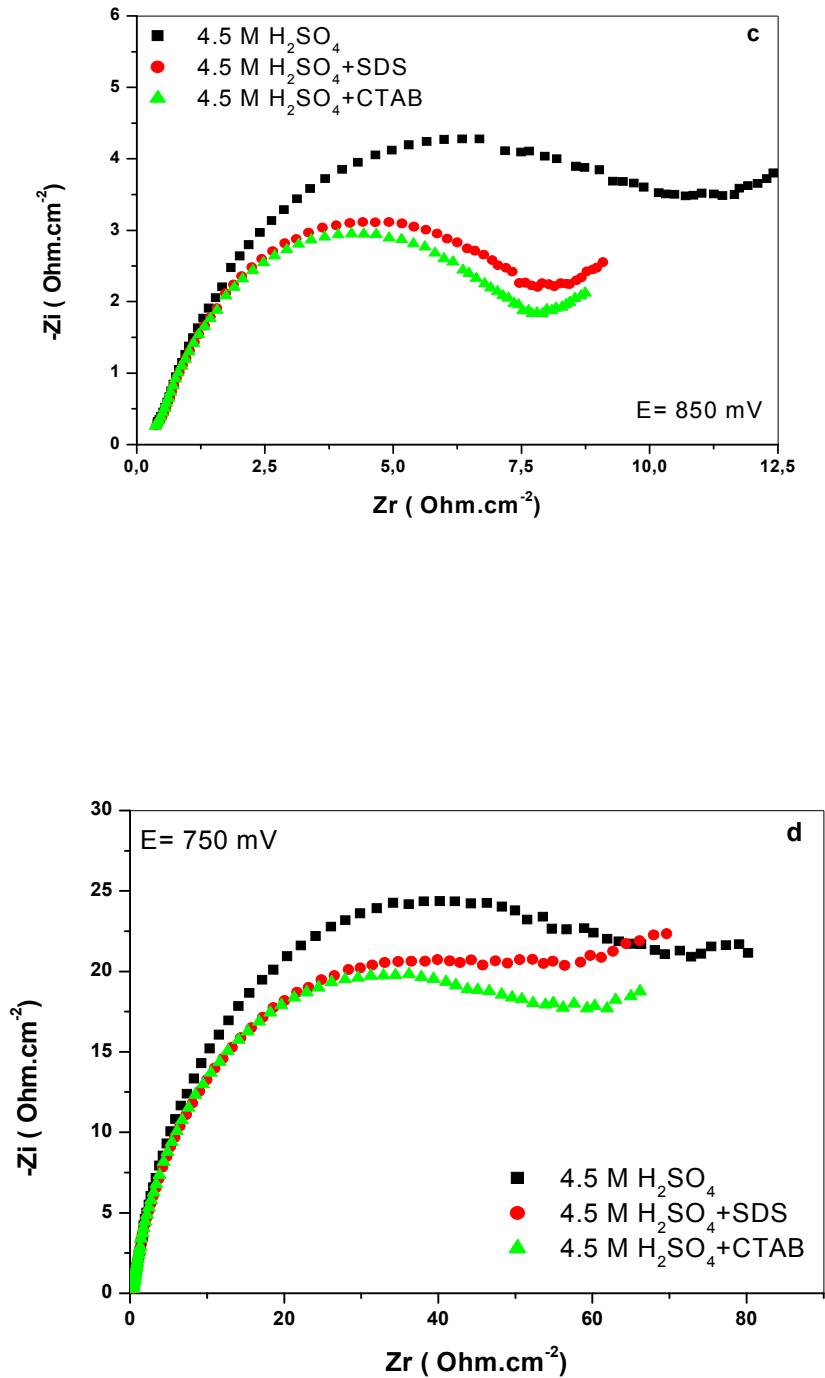 c
4.5 M H₂SO₄
4.5 M H₂SO₄+SDS
4.5 M H₂SO₄+CTAB
6
5
4
3
2
1
0
-Zi ( Ohm.cm⁻²)
E= 850 mV
0,0 2,5 5,0 7,5 10,0 12,5
Zr ( Ohm.cm⁻²)
30
25
20
15
10
5
0
-Zi ( Ohm.cm⁻²)
E= 750 mV
d
4.5 M H₂SO₄
4.5 M H₂SO₄+SDS
4.5 M H₂SO₄+CTAB
0 20 40 60 80
Zr ( Ohm.cm⁻²)